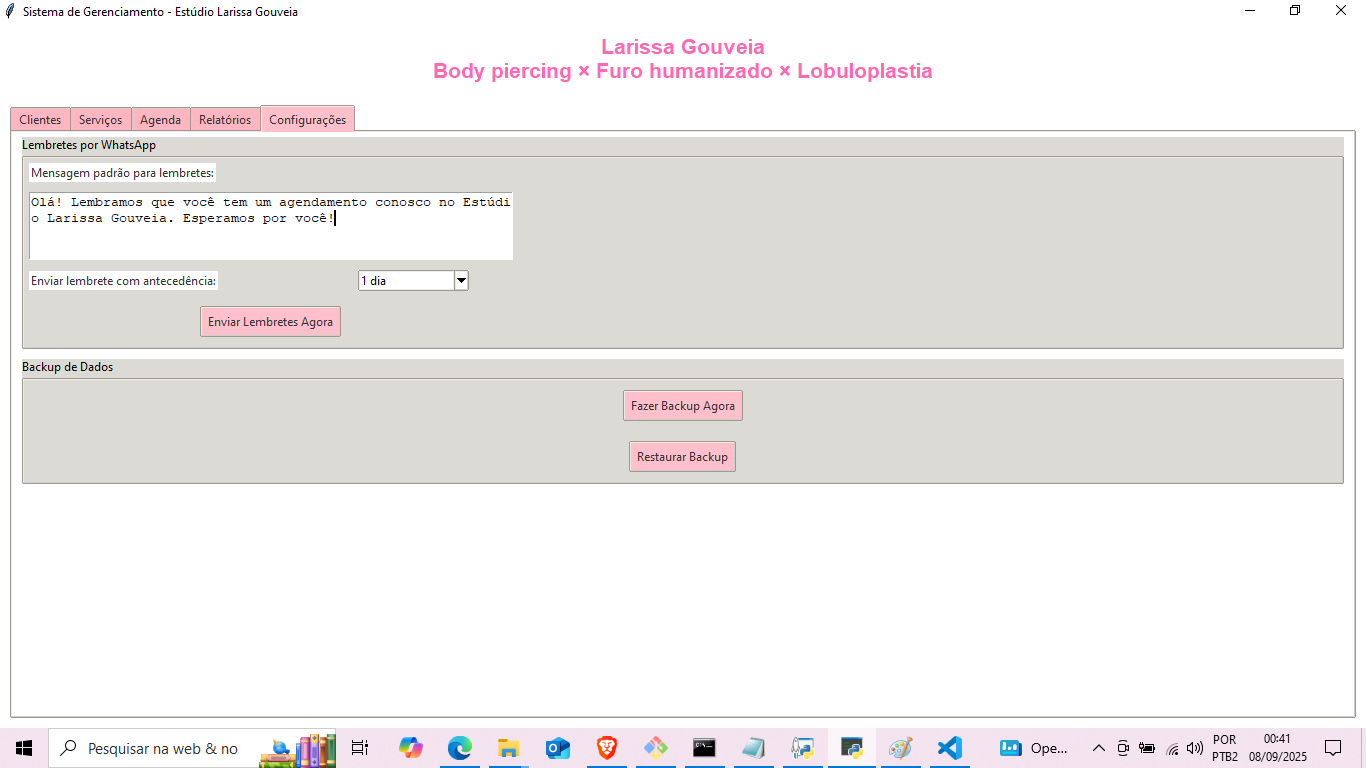 Sistema de Gerenciamento - Estúdio Larissa Gouveia
Larissa Gouveia
Body piercing × Furo humanizado × Lobuloplastia
Clientes Serviços Agenda Relatórios Configurações
Lembretes por WhatsApp
Mensagem padrão para lembretes:
Olá! Lembramos que você tem um agendamento conosco no Estúdi
o Larissa Gouveia. Esperamos por você!
Enviar lembrete com antecedência: 1 dia
Enviar Lembretes Agora
Backup de Dados
Fazer Backup Agora
Restaurar Backup
Pesquisar na web & no
Ope...
POR
PTB2
00:41
08/09/2025